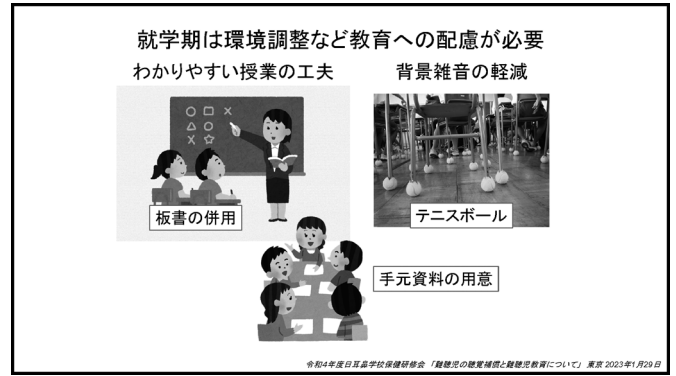 就学期は環境調整など教育への配慮が必要
わかりやすい授業の工夫
背景雑音の軽減
板書の併用
テニスボール
手元資料の用意
令和4年度日耳鼻学校保健研修会 「難聴児の聴覚補償と難聴児教育について」 東京 2023年1月29日